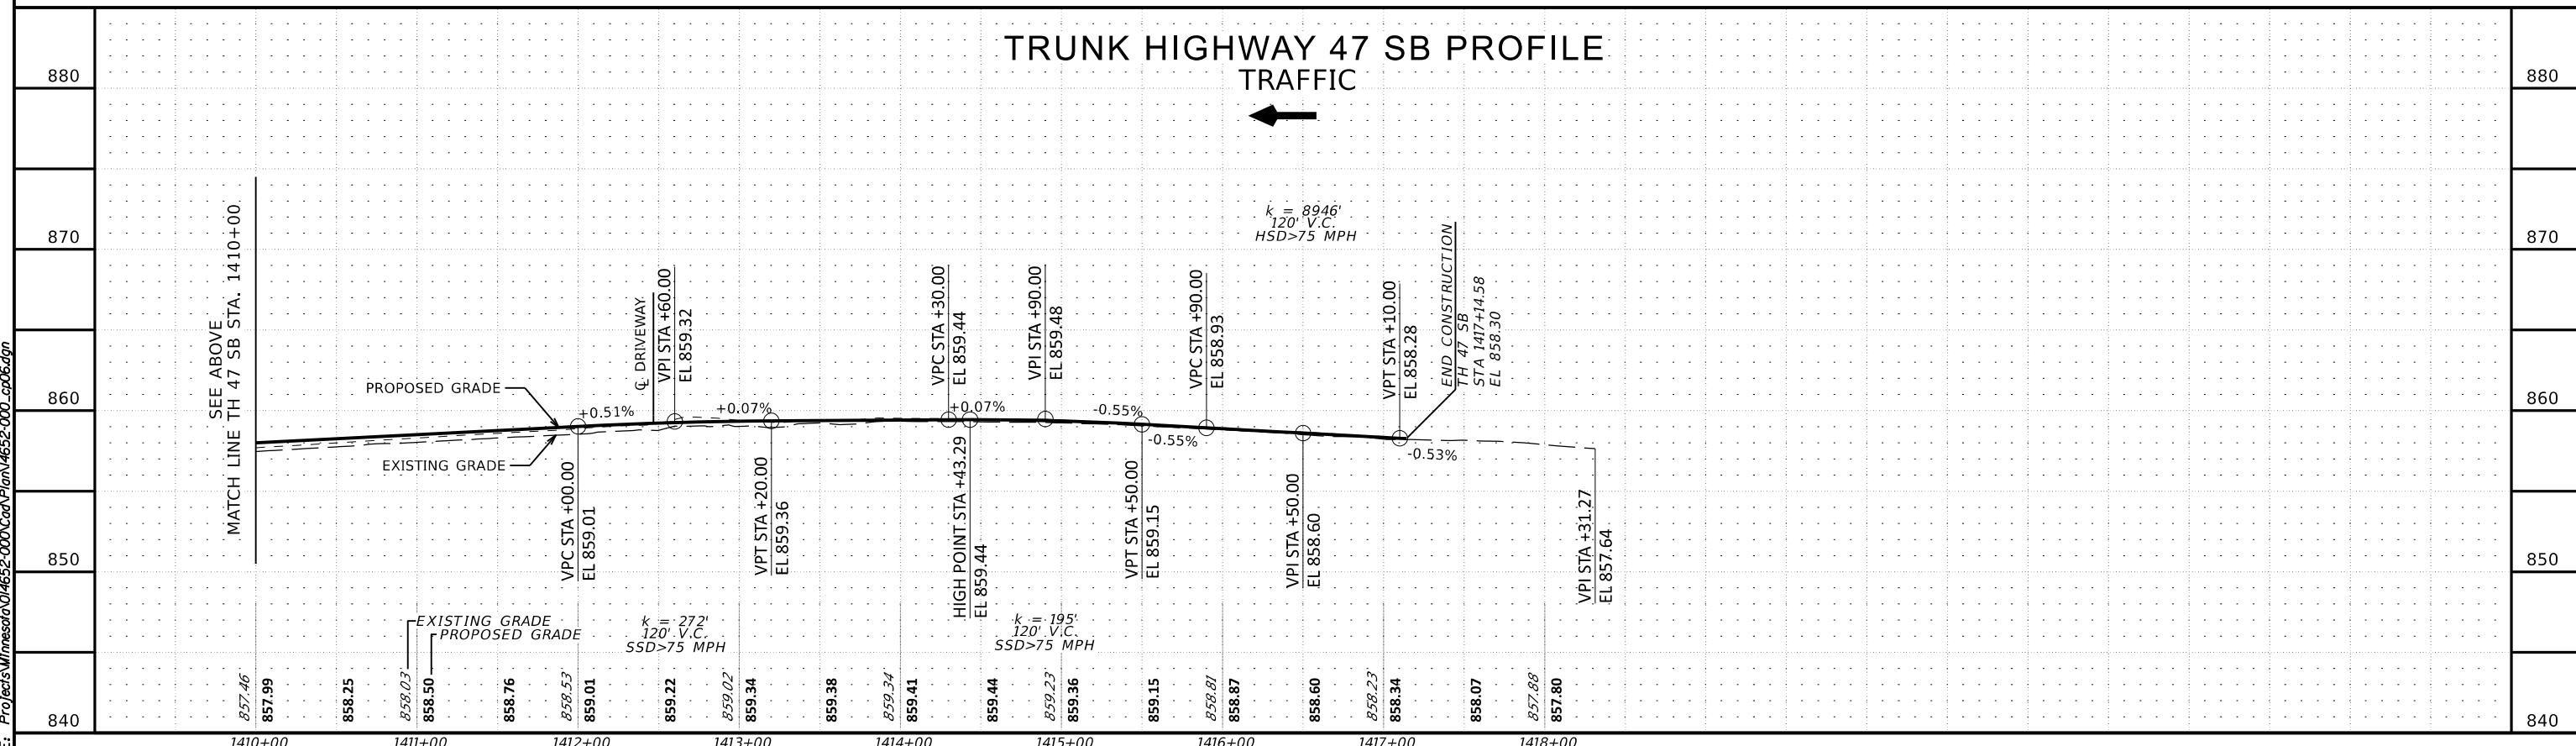 TRUNK HIGHWAY 47 SB PROFILE
TRAFFIC
880
880
870
870
860
860
850
850
840
840
SEE ABOVE
MATCH LINE TH 47 SB STA. 1410+00
PROPOSED GRADE
EXISTING GRADE
+0.51%
℄ DRIVEWAY
VPI STA +60.00
EL 859.32
+0.07%
VPC STA +30.00
EL 859.44
+0.07%
VPI STA +90.00
EL 859.48
-0.55%
-0.55%
VPC STA +90.00
EL 858.93
k = 8946'
120' V.C.
HSD>75 MPH
VPT STA +10.00
EL 858.28
END CONSTRUCTION
TH 47 SB
STA 1417+14.58
EL 858.30
-0.53%
VPC STA +00.00
EL 859.01
VPT STA +20.00
EL 859.36
HIGH POINT STA +43.29
EL 859.44
VPT STA +50.00
EL 859.15
VPI STA +50.00
EL 858.60
VPI STA +31.27
EL 857.64
EXISTING GRADE
PROPOSED GRADE
k = 272'
120' V.C.
SSD>75 MPH
k = 195'
120' V.C.
SSD>75 MPH
857.46
857.99
858.25
858.03
858.50
858.76
858.53
859.01
859.22
859.02
859.34
859.38
859.34
859.41
859.44
859.23
859.36
859.15
858.81
858.87
858.60
858.23
858.34
858.07
857.88
857.80
1410+00
1411+00
1412+00
1413+00
1414+00
1415+00
1416+00
1417+00
1418+00